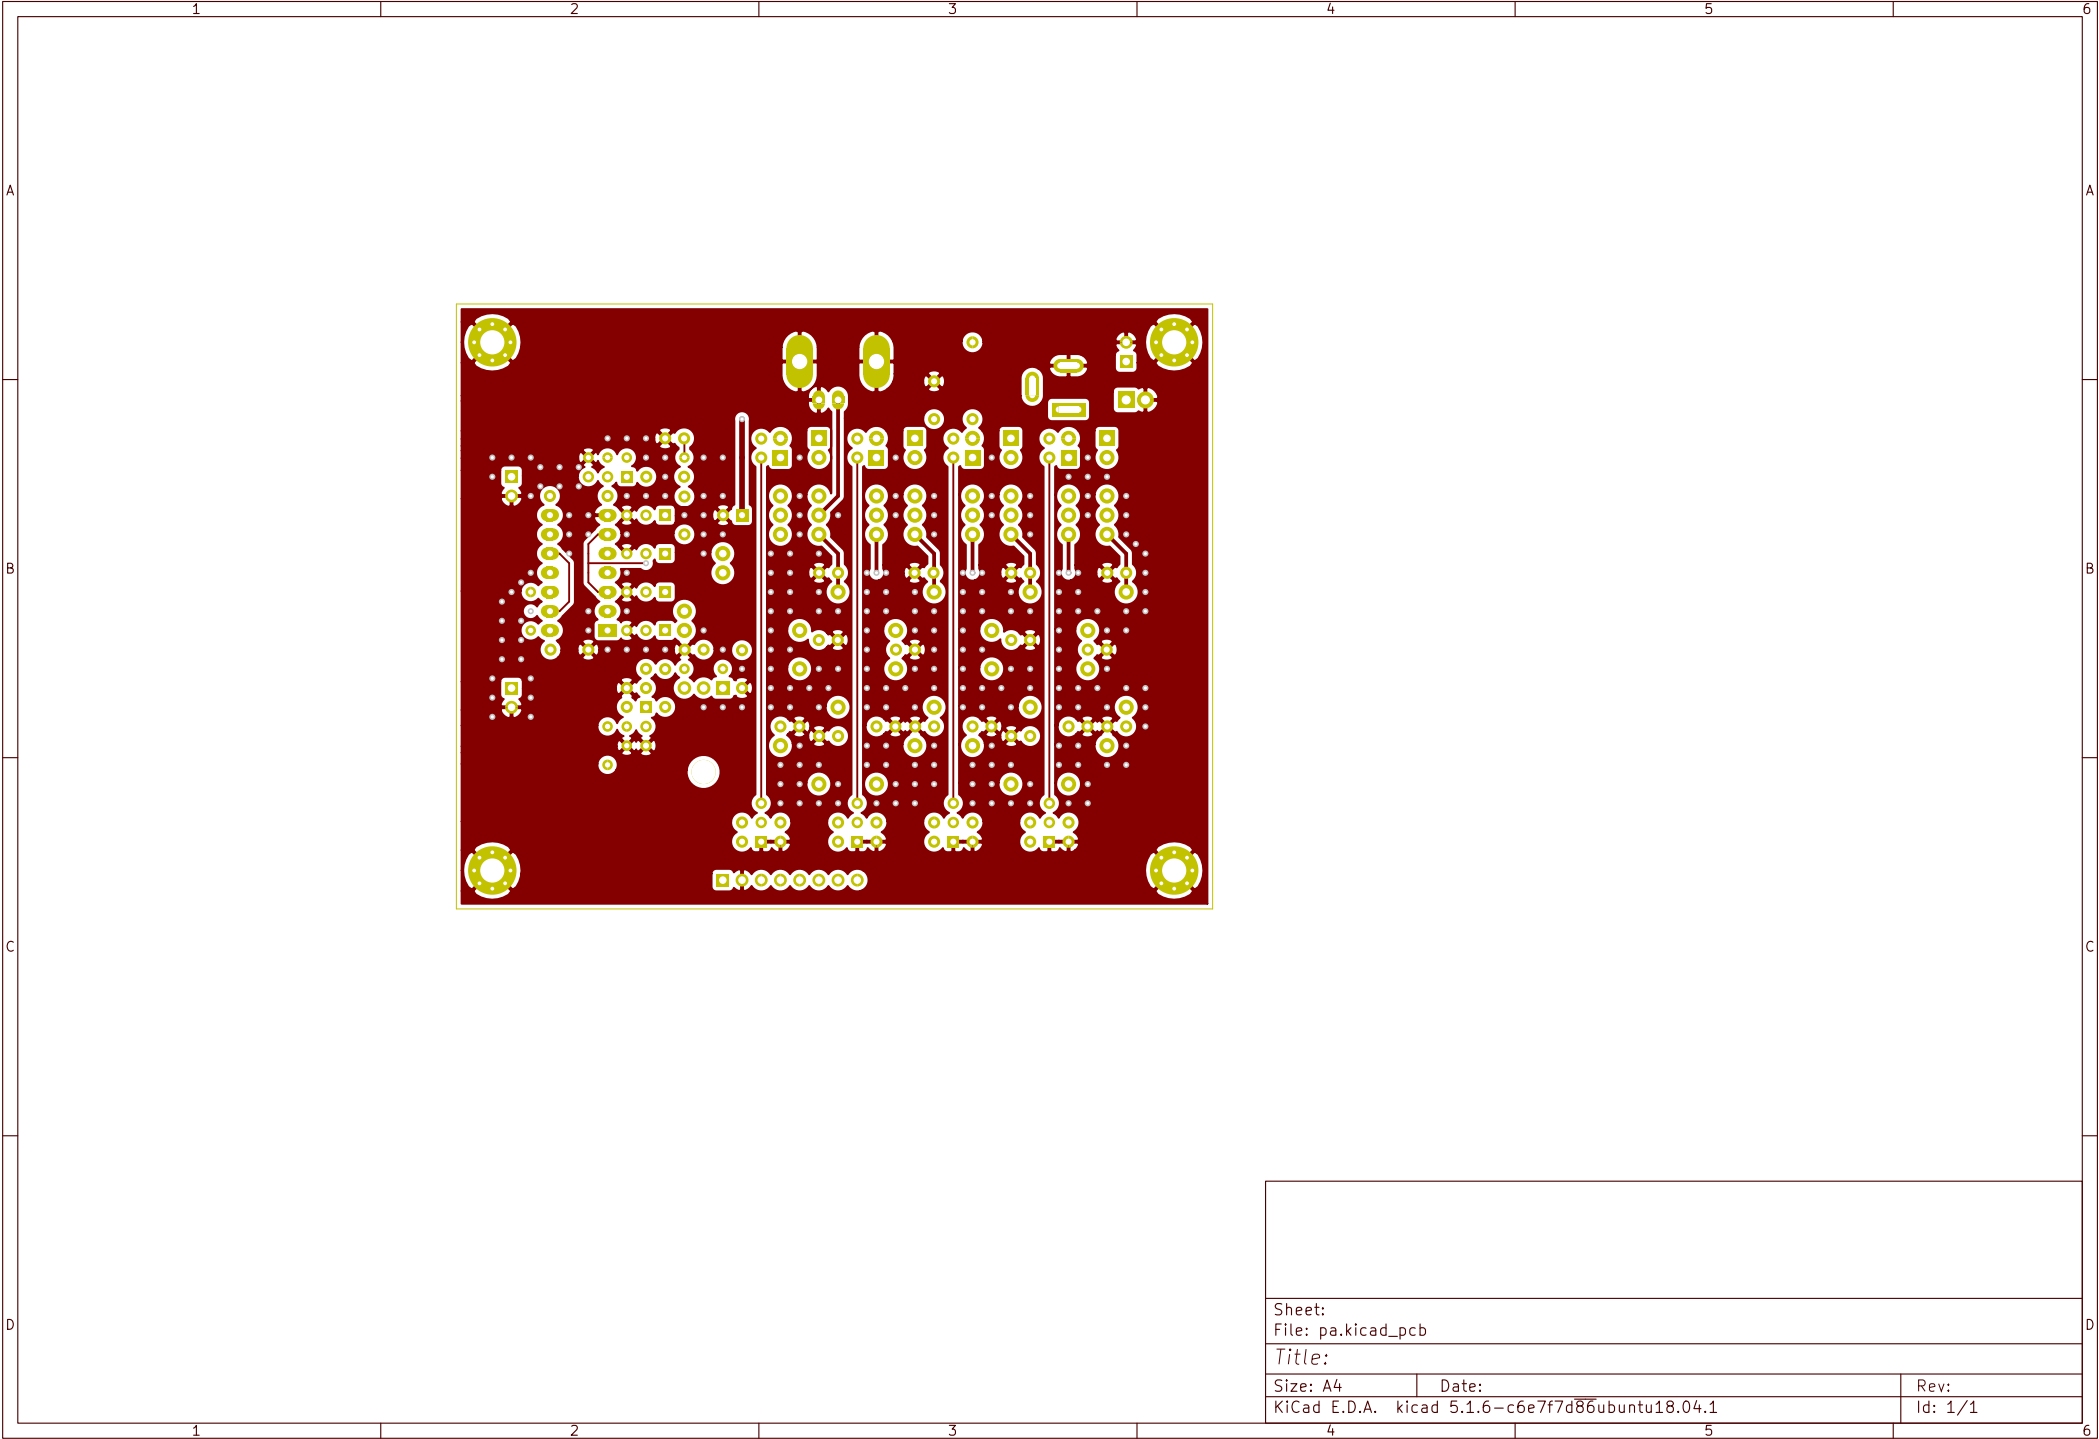 1 2 3 4 5 6
A A
B B
C C
D D
Sheet:
File: pa.kicad_pcb
Title:
Size: A4 Date: Rev:
KiCad E.D.A. kicad 5.1.6-c6e7f7d86ubuntu18.04.1 Id: 1/1
1 2 3 4 5 6